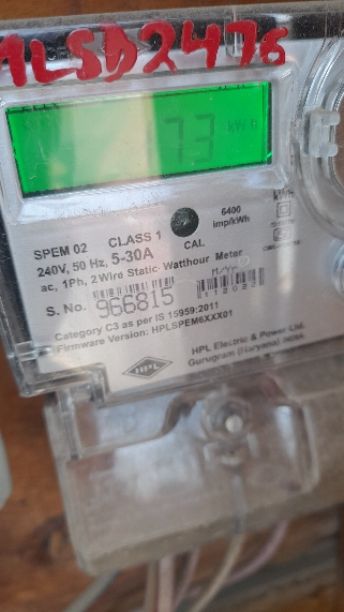 MLSD2476
73 kWh
6400
imp/kWh
SPEM 02 CLASS 1
CAL
240V, 50 Hz, 5-30A
ac, 1Ph, 2 Wire Static Watthour Meter
S. No. 966815
Category C3 as per IS 15959:2011
Firmware Version: HPLSPEM6XXX01
HPL
HPL Electric & Power Ltd.
Gurugram (Haryana)